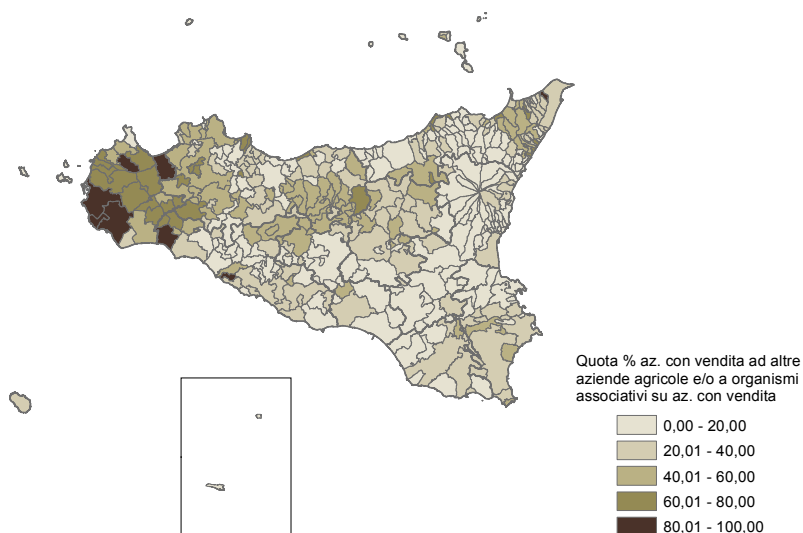 Quota % az. con vendita ad altre
aziende agricole e/o a organismi
associativi su az. con vendita
0,00 - 20,00
20,01 - 40,00
40,01 - 60,00
60,01 - 80,00
80,01 - 100,00